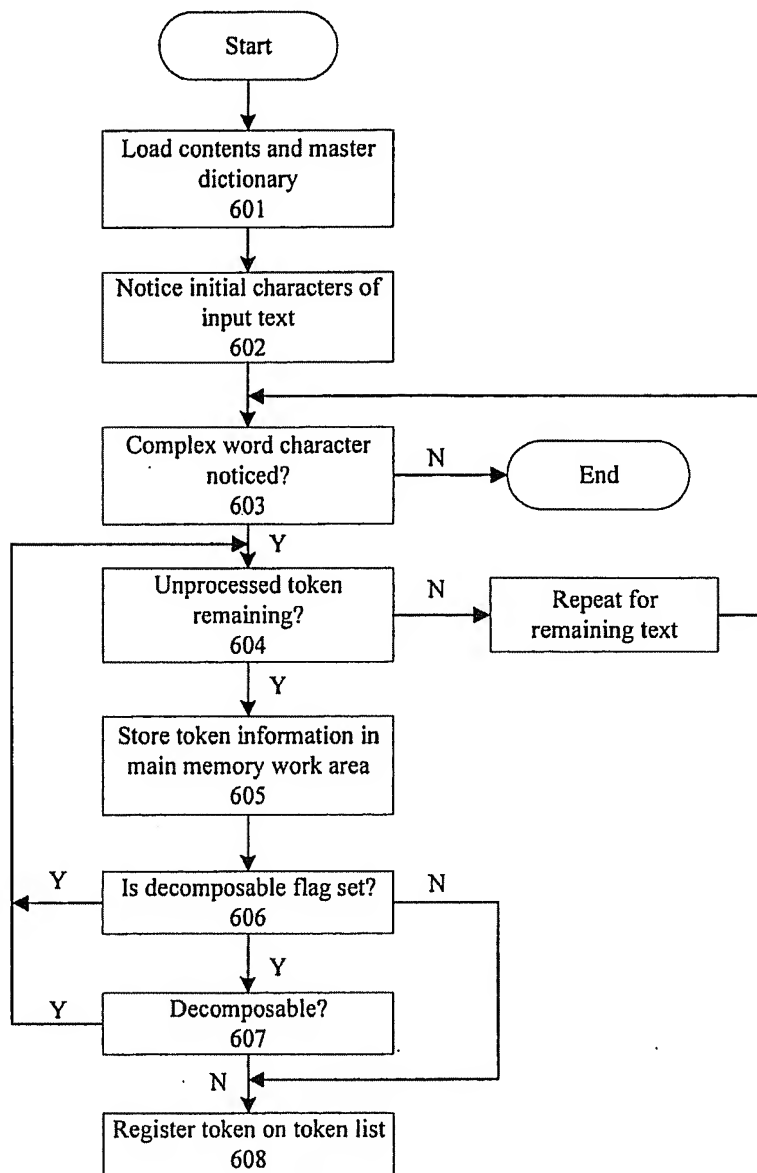 Start
Load contents and master
dictionary
601
Notice initial characters of
input text
602
Complex word character
noticed?
603
N
End
Y
Unprocessed token
remaining?
604
N
Repeat for
remaining text
Y
Store token information in
main memory work area
605
Y
Is decomposable flag set?
606
N
Y
Y
Decomposable?
607
N
Register token on token list
608